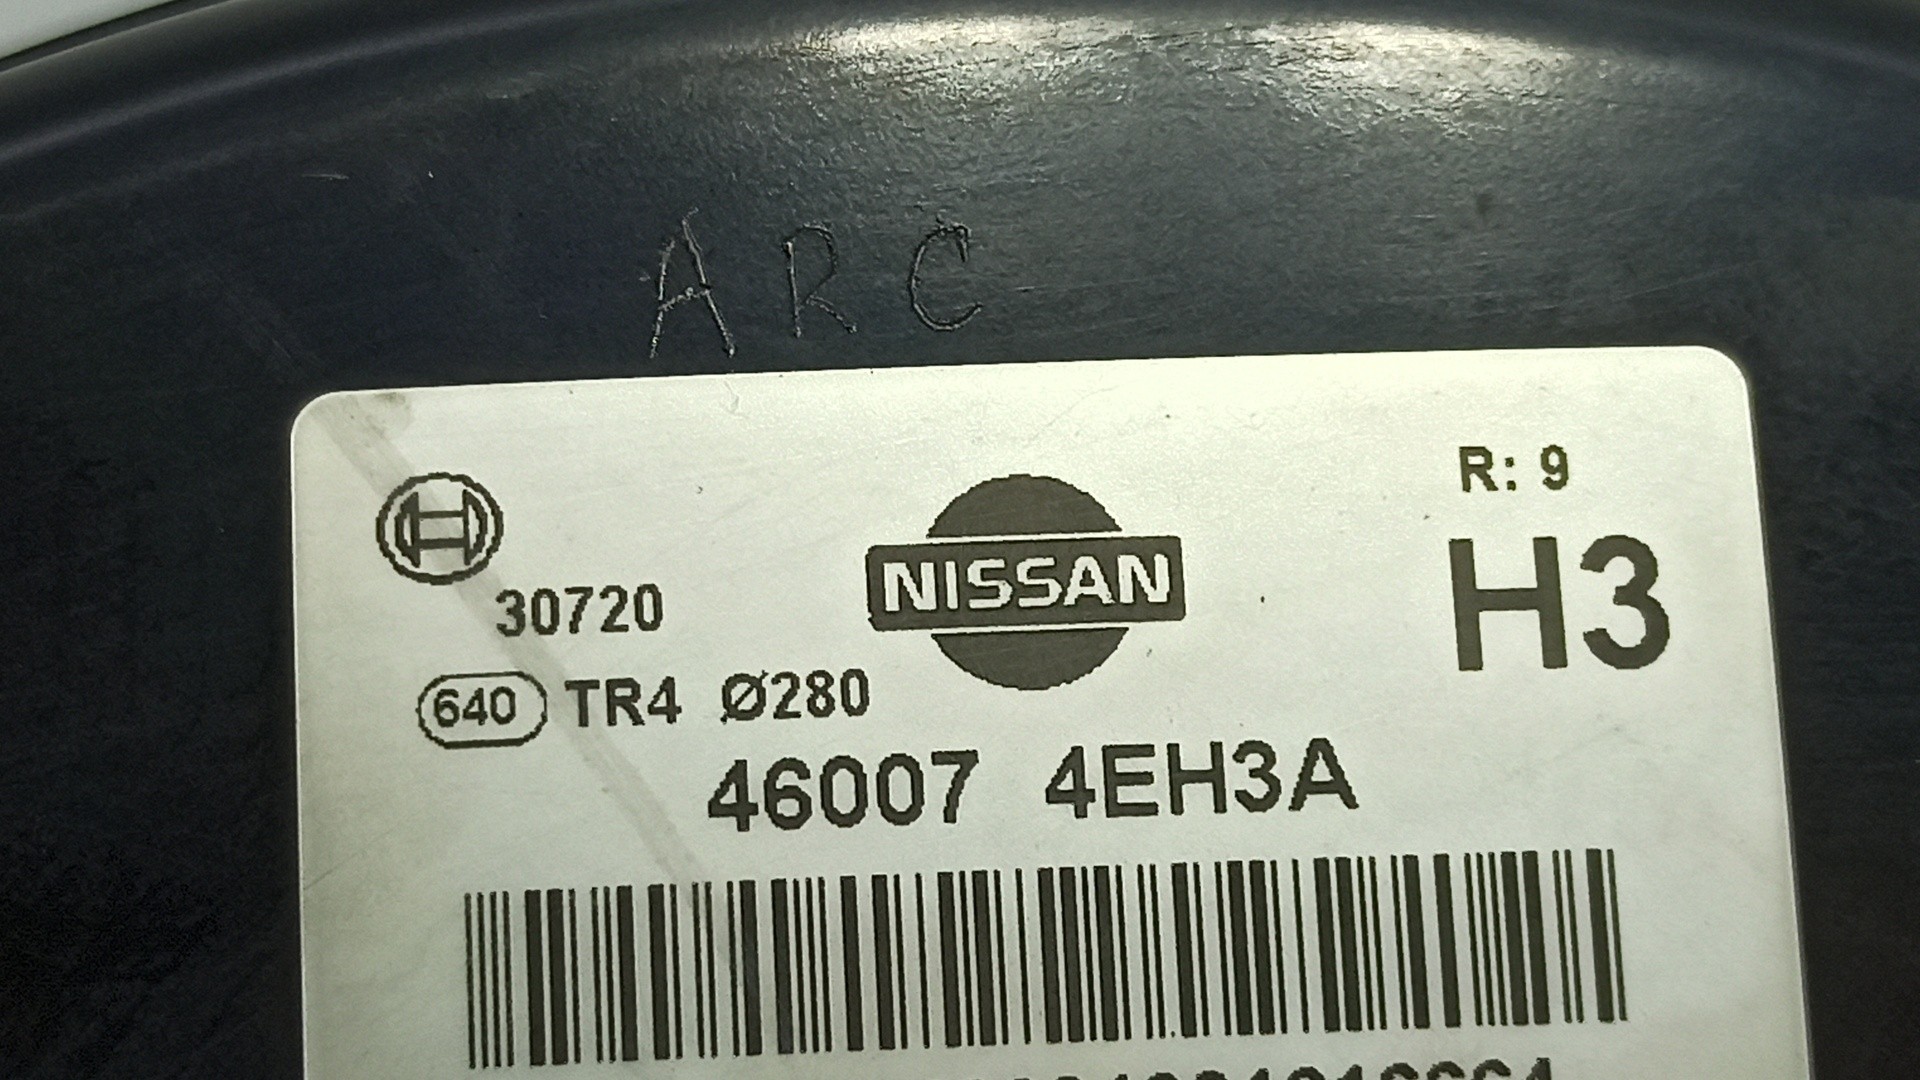 ARC
R: 9
NISSAN
H3
30720
640 TR4 Ø280
46007 4EH3A